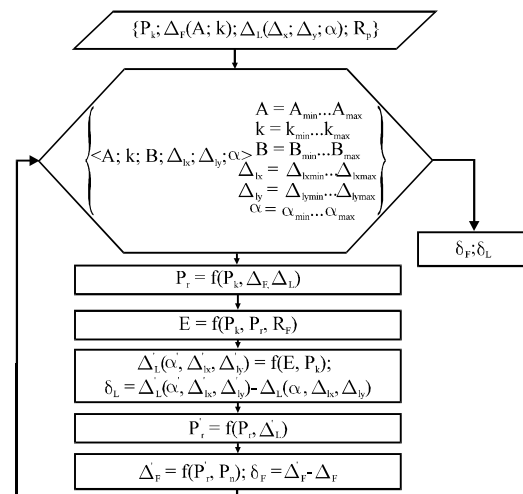 {P_k; Δ_F(A; k); Δ_L(Δ_x; Δ_y; α); R_p}
<A; k; B; Δ_lx; Δ_ly; α>
A = A_min...A_max
k = k_min...k_max
B = B_min...B_max
Δ_lx = Δ_lxmin...Δ_lxmax
Δ_ly = Δ_lymin...Δ_lymax
α = α_min...α_max
δ_F; δ_L
P_r = f(P_k, Δ_F, Δ_L)
E = f(P_k, P_r, R_F)
Δ'_L(α', Δ'_lx, Δ'_ly) = f(E, P_k);
δ_L = Δ'_L(α', Δ'_lx, Δ'_ly) - Δ_L(α, Δ_lx, Δ_ly)
P'_r = f(P_r, Δ'_L)
Δ'_F = f(P'_r, P_n); δ_F = Δ'_F - Δ_F